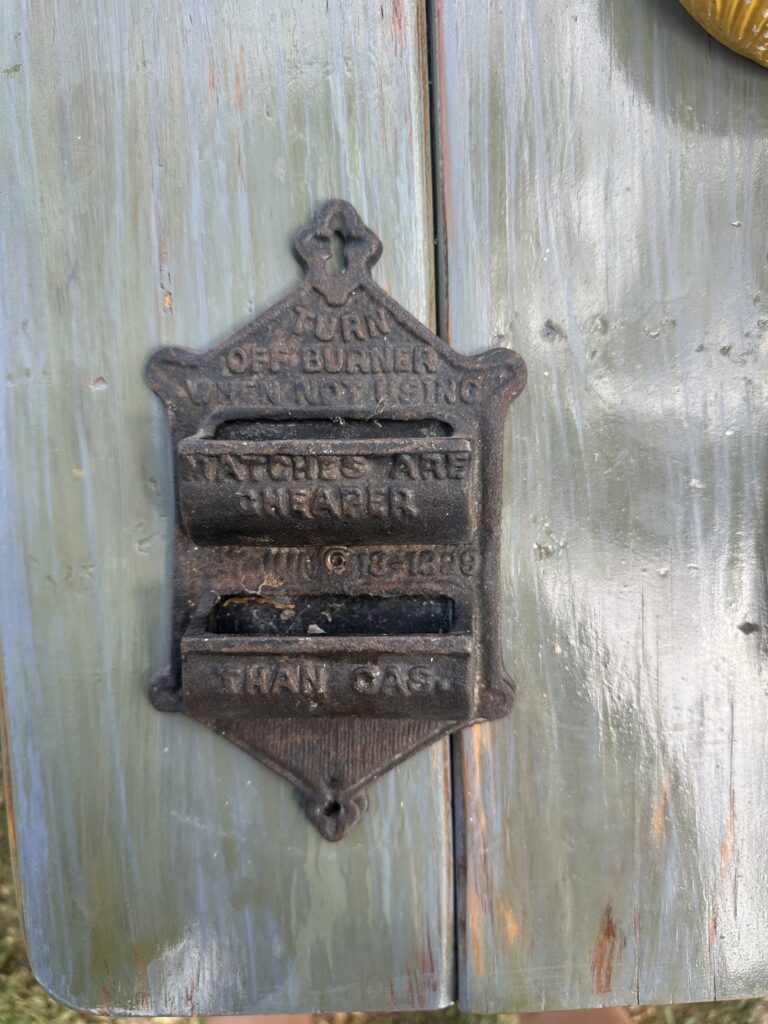 TURN
OFF BURNER
WHEN NOT USING
MATCHES ARE
CHEAPER
THAN GAS.